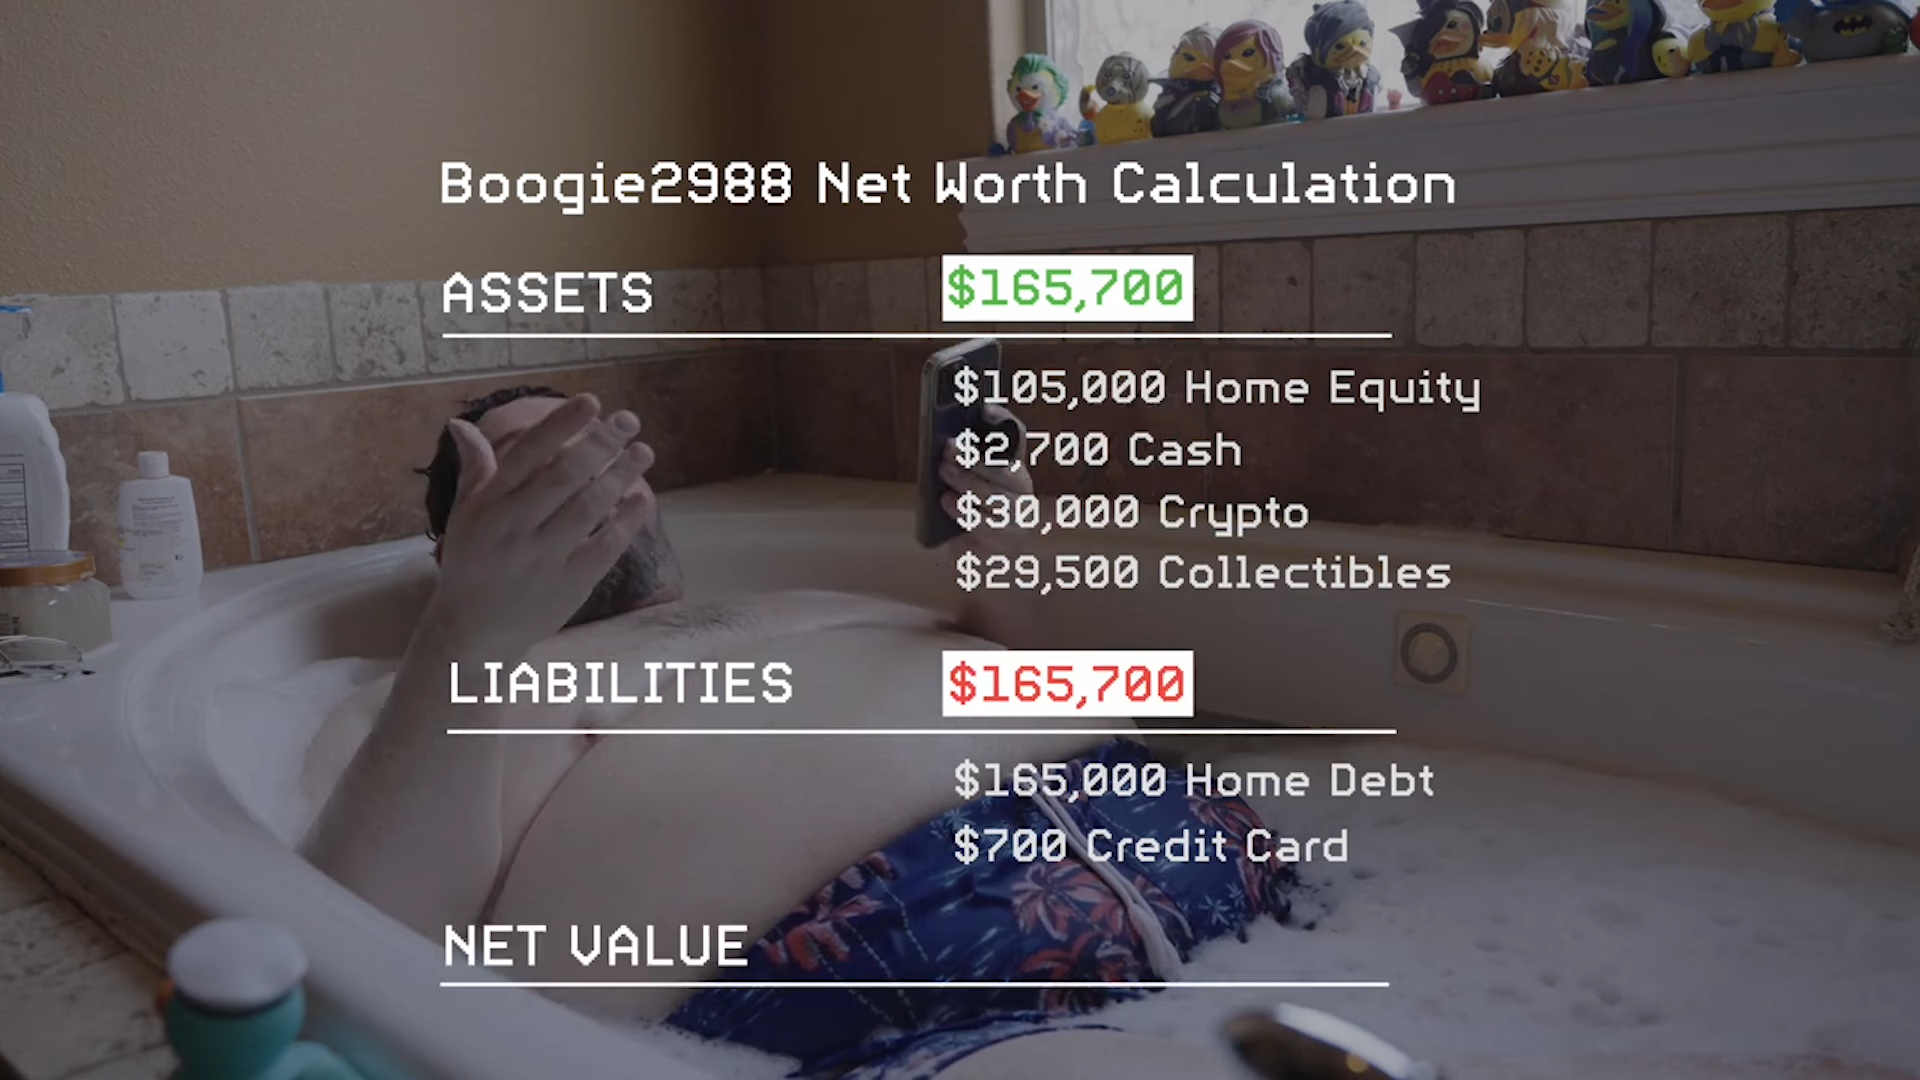 Boogie2988 Net Worth Calculation
ASSETS $165,700
$105,000 Home Equity
$2,700 Cash
$30,000 Crypto
$29,500 Collectibles
LIABILITIES $165,700
$165,000 Home Debt
$700 Credit Card
NET VALUE